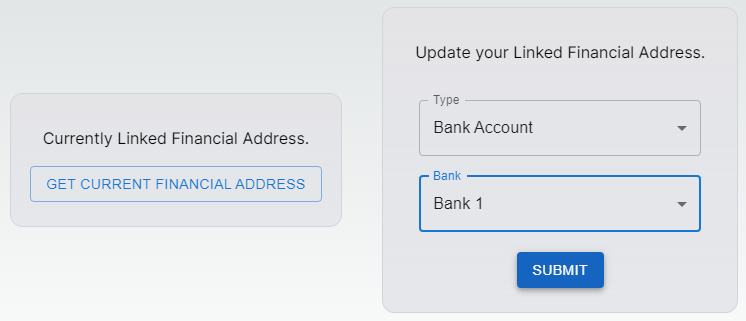 Currently Linked Financial Address.
GET CURRENT FINANCIAL ADDRESS
Update your Linked Financial Address.
Type
Bank Account
Bank
Bank 1
SUBMIT